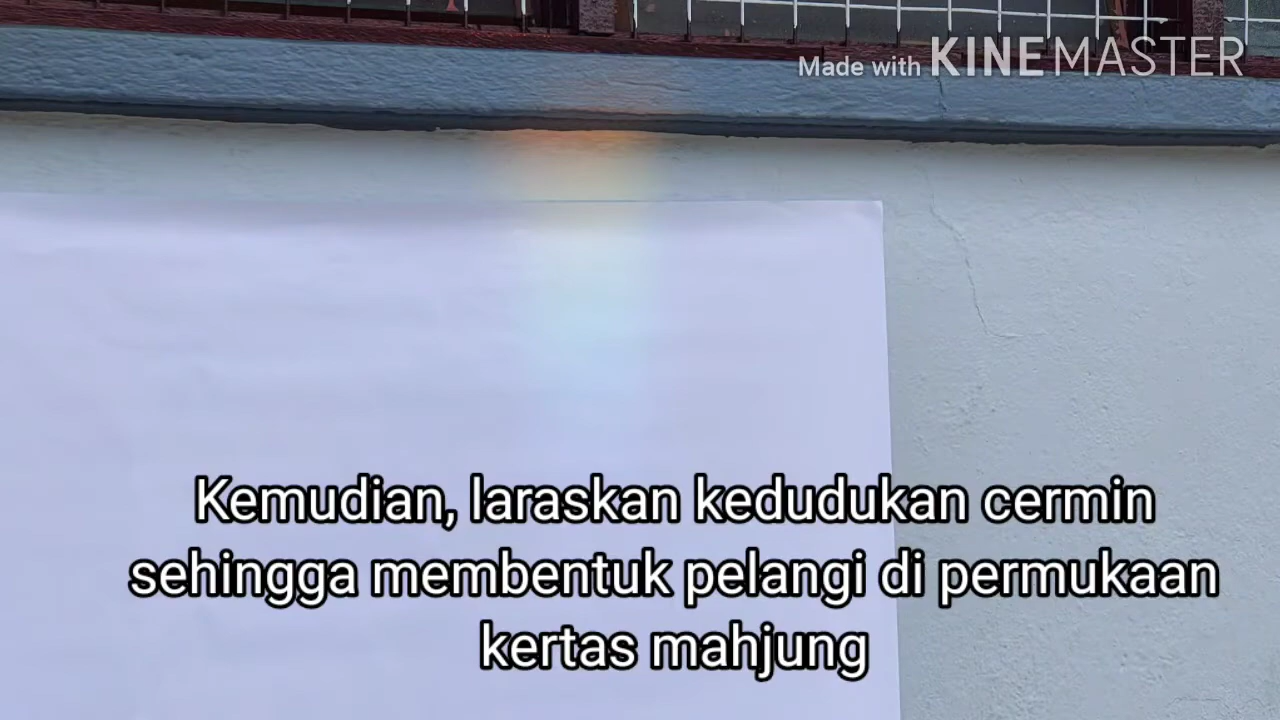 Made with KINEMASTER
Kemudian, laraskan kedudukan cermin
sehingga membentuk pelangi di permukaan
kertas mahjung